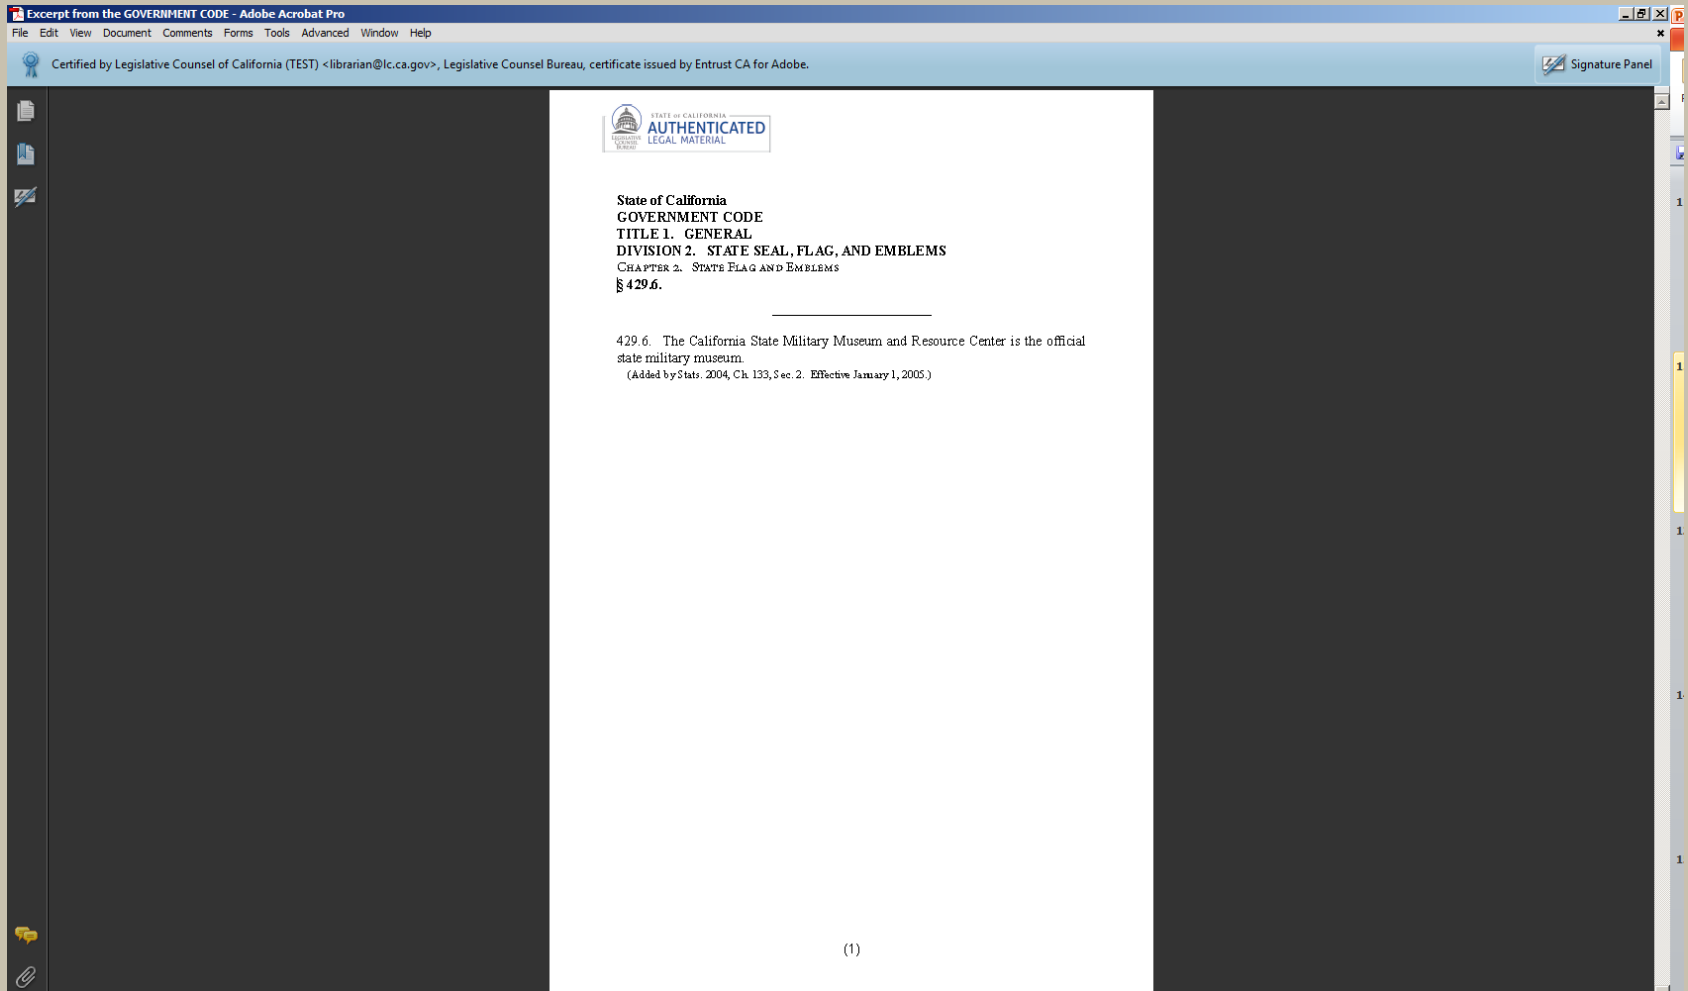 Excerpt from the GOVERNMENT CODE - Adobe Acrobat Pro
File Edit View Document Comments Forms Tools Advanced Window Help
Certified by Legislative Counsel of California (TEST) <librarian@lc.ca.gov>, Legislative Counsel Bureau, certificate issued by Entrust CA for Adobe.
Signature Panel
STATE OF CALIFORNIA
AUTHENTICATED
LEGAL MATERIAL
LEGISLATIVE
COUNSEL
BUREAU
State of California
GOVERNMENT CODE
TITLE 1. GENERAL
DIVISION 2. STATE SEAL, FLAG, AND EMBLEMS
CHAPTER 2. STATE FLAG AND EMBLEMS
§ 429.6.
429.6. The California State Military Museum and Resource Center is the official
state military museum.
(Added by Stats. 2004, Ch. 133, Sec. 2. Effective January 1, 2005.)
(1)